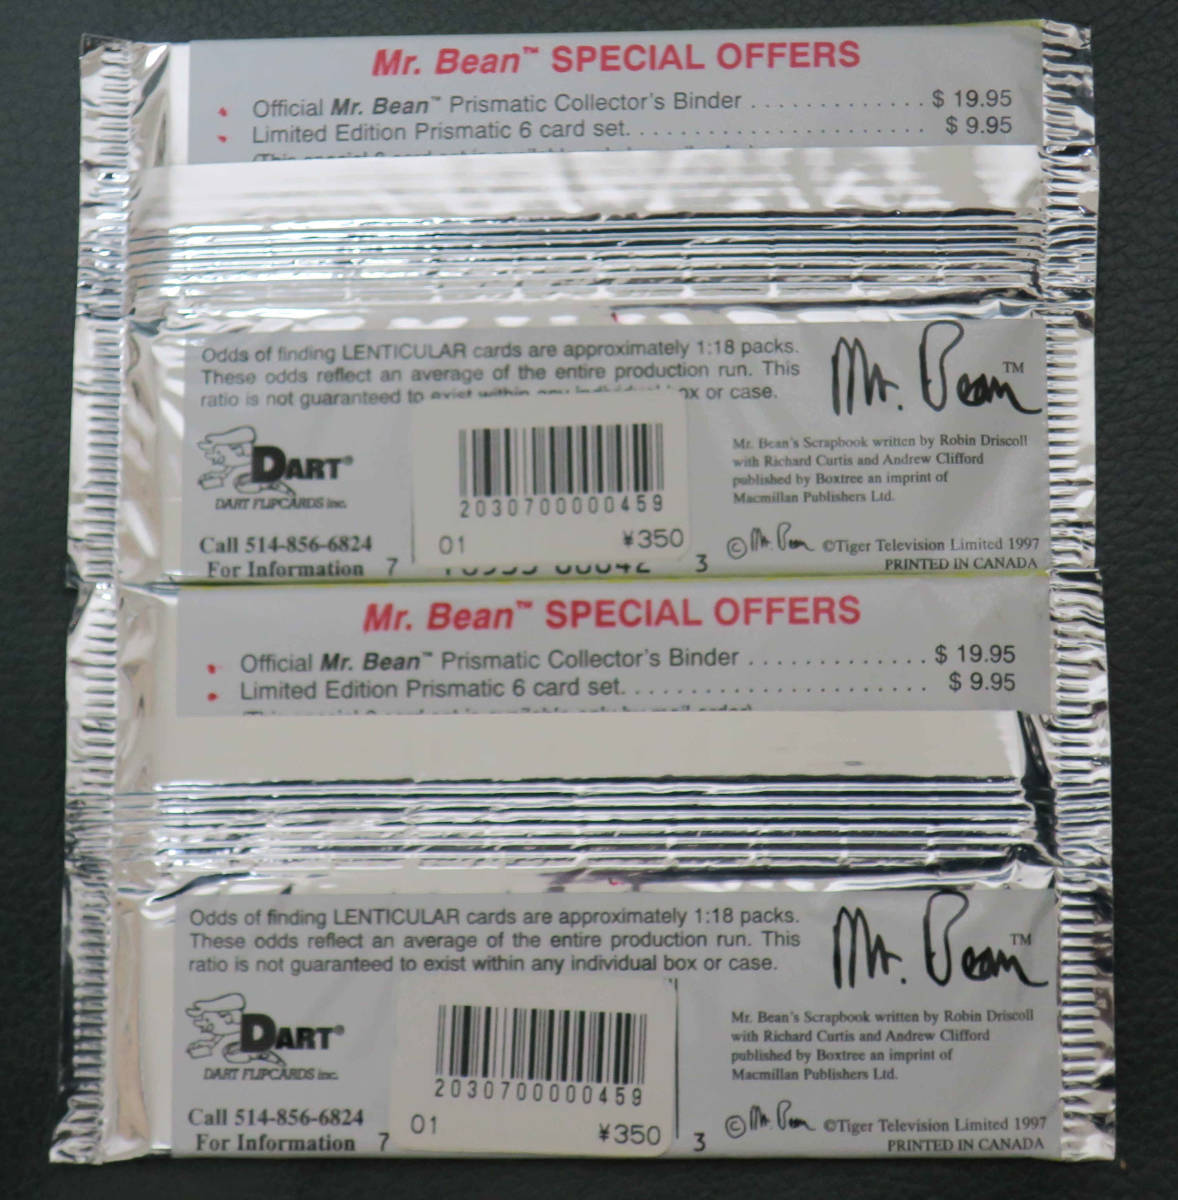 Mr. Bean™ SPECIAL OFFERS
• Official Mr. Bean™ Prismatic Collector's Binder . . . . . . . . . . . . . $ 19.95
• Limited Edition Prismatic 6 card set. . . . . . . . . . . . . . . . . . . . . . . $ 9.95
Odds of finding LENTICULAR cards are approximately 1:18 packs.
These odds reflect an average of the entire production run. This
ratio is not guaranteed to exist within any individual box or case.
Mr. Bean TM
DART®
DART FLIPCARDS inc.
Call 514-856-6824
For Information
7
2030700000459
01 ¥350
3
Mr. Bean's Scrapbook written by Robin Driscoll
with Richard Curtis and Andrew Clifford
published by Boxtree an imprint of
Macmillan Publishers Ltd.
© Mr. Bean ©Tiger Television Limited 1997
PRINTED IN CANADA
Mr. Bean™ SPECIAL OFFERS
• Official Mr. Bean™ Prismatic Collector's Binder . . . . . . . . . . . . . $ 19.95
• Limited Edition Prismatic 6 card set. . . . . . . . . . . . . . . . . . . . . . . $ 9.95
Odds of finding LENTICULAR cards are approximately 1:18 packs.
These odds reflect an average of the entire production run. This
ratio is not guaranteed to exist within any individual box or case.
Mr. Bean TM
DART®
DART FLIPCARDS inc.
Call 514-856-6824
For Information
7
2030700000459
01 ¥350
3
Mr. Bean's Scrapbook written by Robin Driscoll
with Richard Curtis and Andrew Clifford
published by Boxtree an imprint of
Macmillan Publishers Ltd.
© Mr. Bean ©Tiger Television Limited 1997
PRINTED IN CANADA